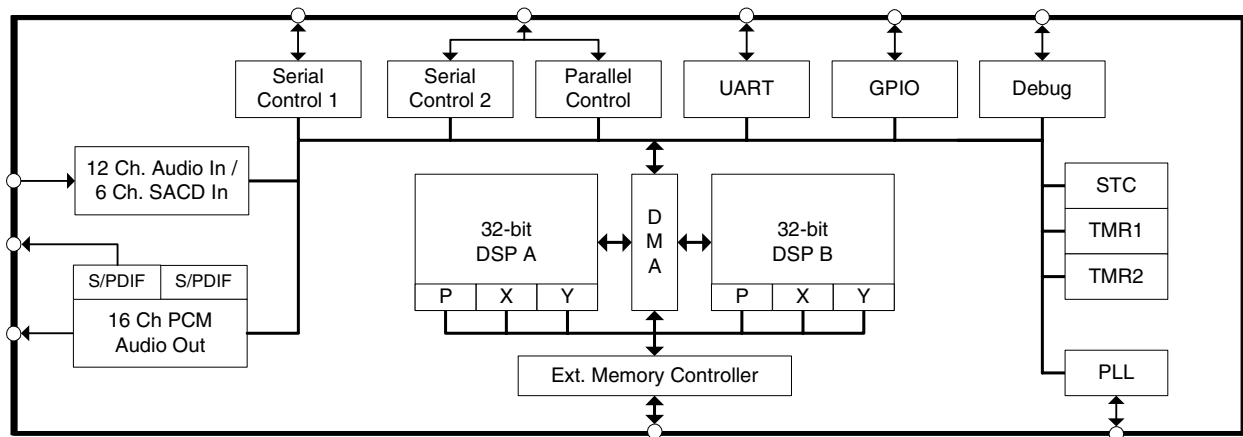 Serial
Control 1
Serial
Control 2
Parallel
Control
UART
GPIO
Debug
12 Ch. Audio In /
6 Ch. SACD In
S/PDIF
S/PDIF
16 Ch PCM
Audio Out
32-bit
DSP A
P
X
Y
D
M
A
32-bit
DSP B
P
X
Y
Ext. Memory Controller
STC
TMR1
TMR2
PLL